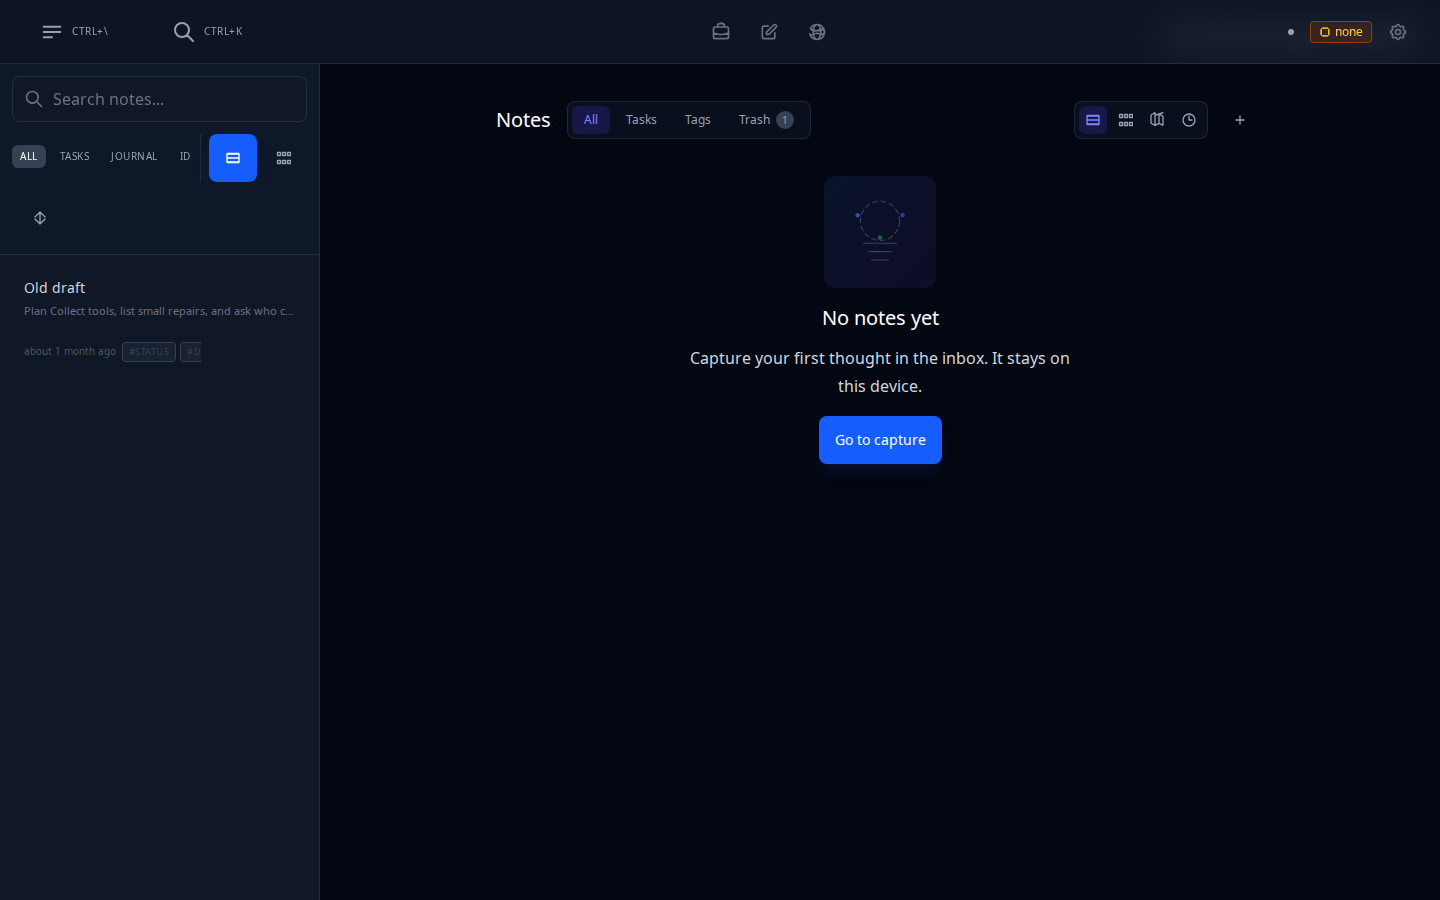 CTRL+\
CTRL+K
none
Search notes...
ALL
TASKS
JOURNAL
ID
Old draft
Plan Collect tools, list small repairs, and ask who c...
about 1 month ago
#STATUS
#D
Notes
All
Tasks
Tags
Trash 1
No notes yet
Capture your first thought in the inbox. It stays on
this device.
Go to capture